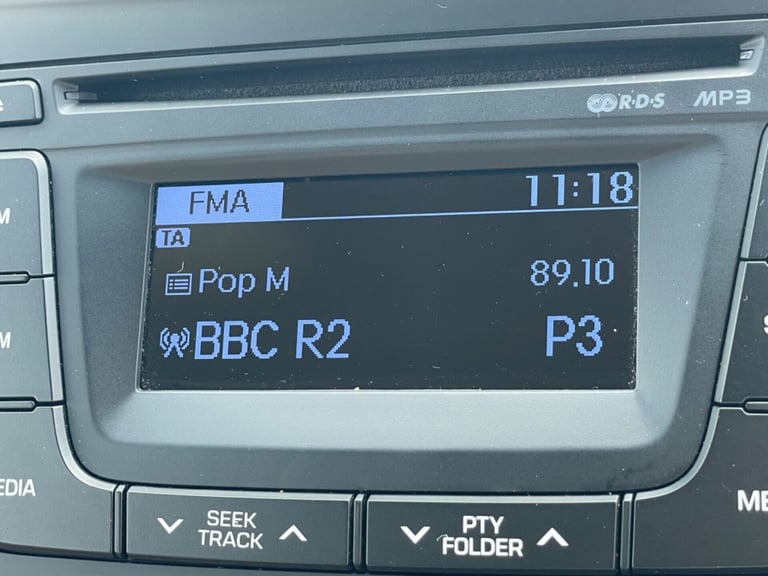 R·D·S MP3
FMA 11:18
TA
Pop M 89.10
BBC R2 P3
EDIA
SEEK
TRACK
PTY
FOLDER
ME